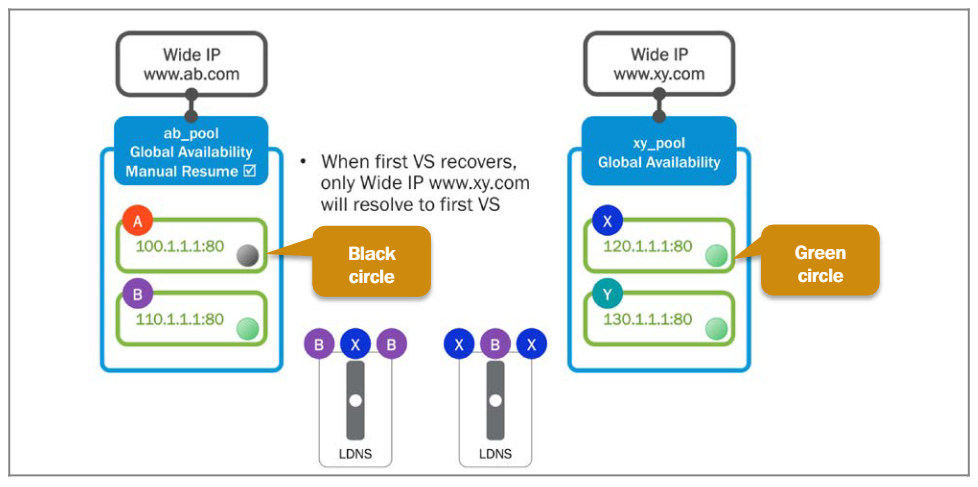 Wide IP
www.ab.com
ab_pool
Global Availability
Manual Resume ☑
A
100.1.1.1:80
B
110.1.1.1:80
• When first VS recovers,
only Wide IP www.xy.com
will resolve to first VS
Black
circle
B X B
LDNS
X B X
LDNS
Wide IP
www.xy.com
xy_pool
Global Availability
X
120.1.1.1:80
Y
130.1.1.1:80
Green
circle